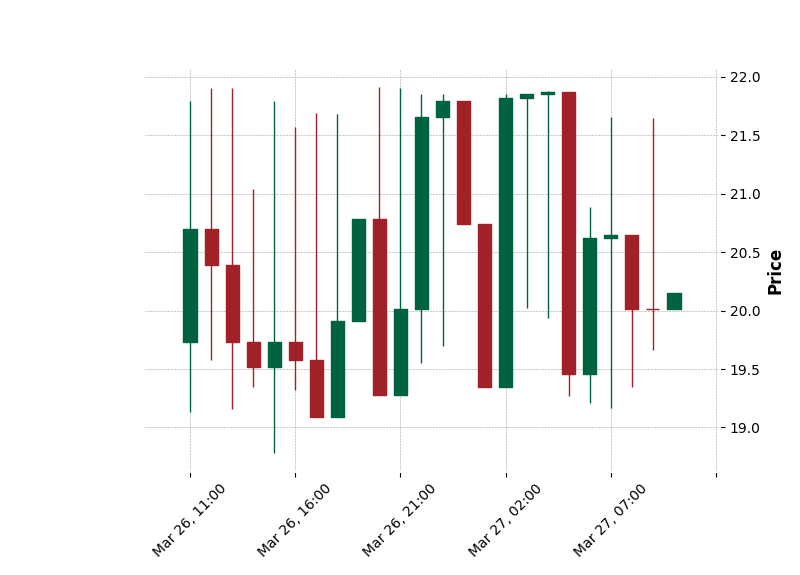 22.0
21.5
21.0
20.5
20.0
19.5
19.0
Price
Mar 26, 11:00
Mar 26, 16:00
Mar 26, 21:00
Mar 27, 02:00
Mar 27, 07:00